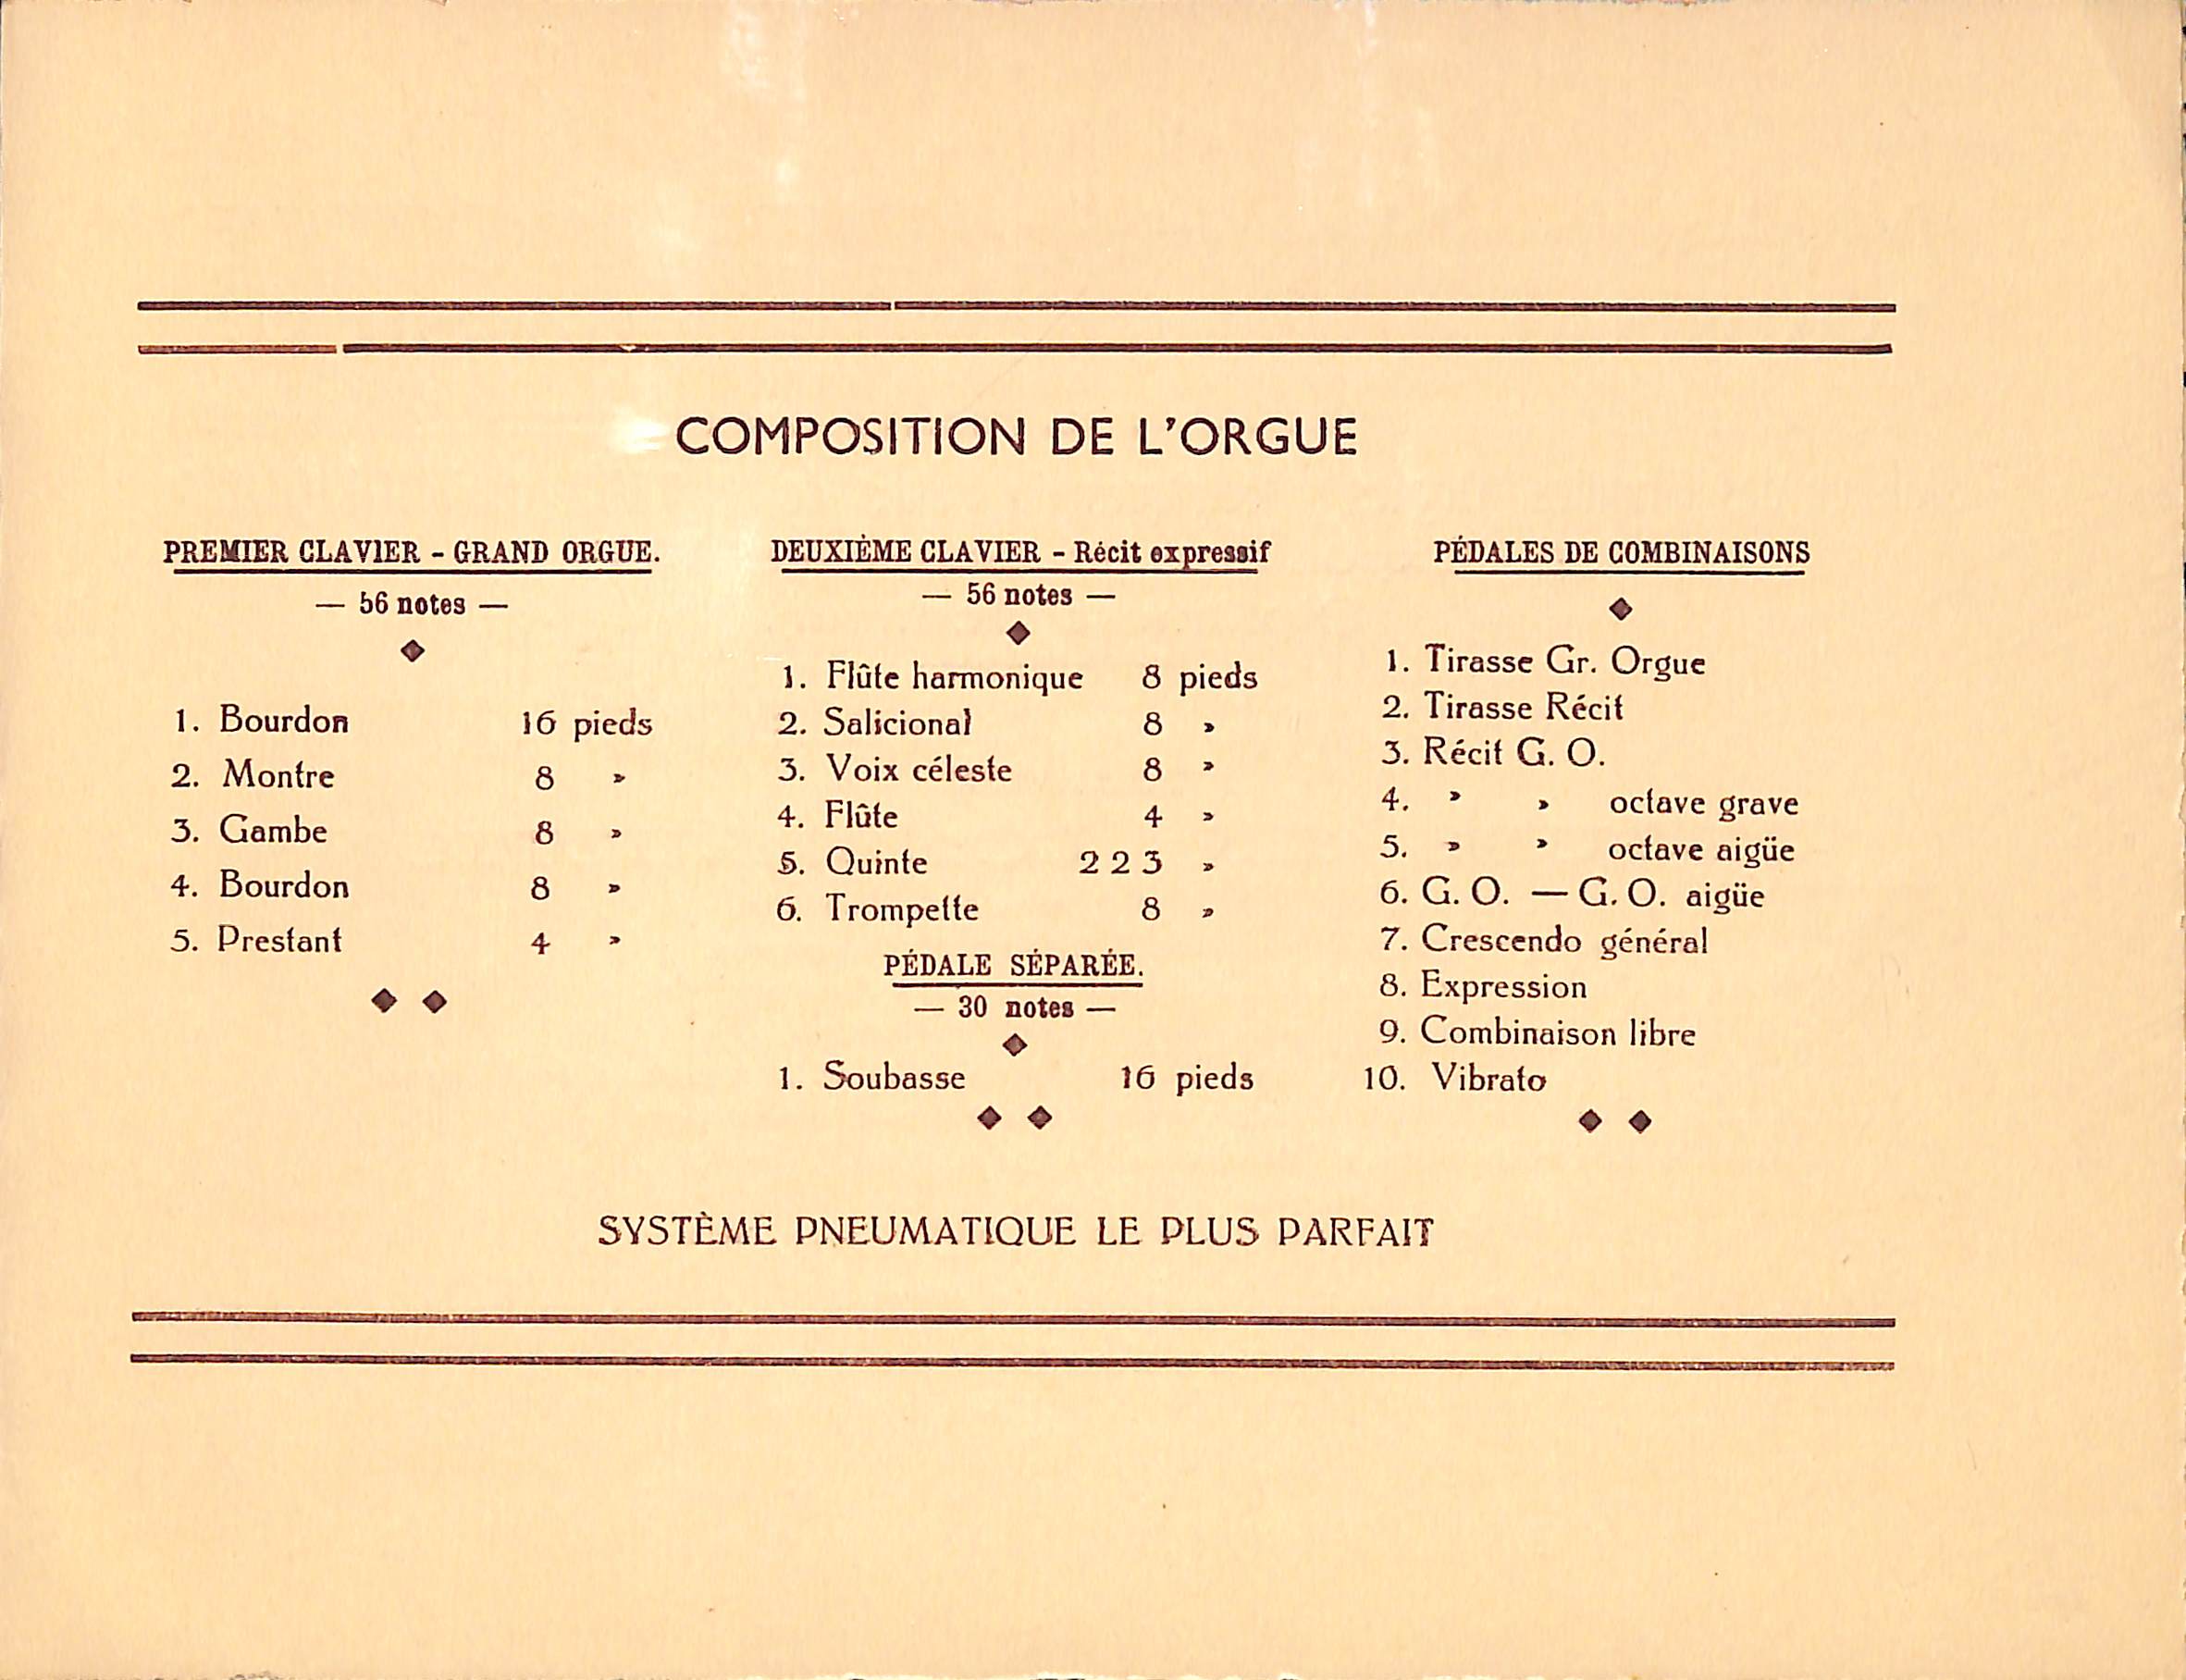 COMPOSITION DE L'ORGUE
PREMIER CLAVIER - GRAND ORGUE.
— 56 notes —
1. Bourdon 16 pieds
2. Montre 8 »
3. Gambe 8 »
4. Bourdon 8 »
5. Prestant 4 »
DEUXIÈME CLAVIER - Récit expressif
— 56 notes —
1. Flûte harmonique 8 pieds
2. Salicional 8 »
3. Voix céleste 8 »
4. Flûte 4 »
5. Quinte 2 2 3 »
6. Trompette 8 »
PÉDALE SÉPARÉE.
— 30 notes —
1. Soubasse 16 pieds
PÉDALES DE COMBINAISONS
1. Tirasse Gr. Orgue
2. Tirasse Récit
3. Récit G. O.
4. » » octave grave
5. » » octave aigüe
6. G. O. — G. O. aigüe
7. Crescendo général
8. Expression
9. Combinaison libre
10. Vibrato
SYSTÈME PNEUMATIQUE LE PLUS PARFAIT